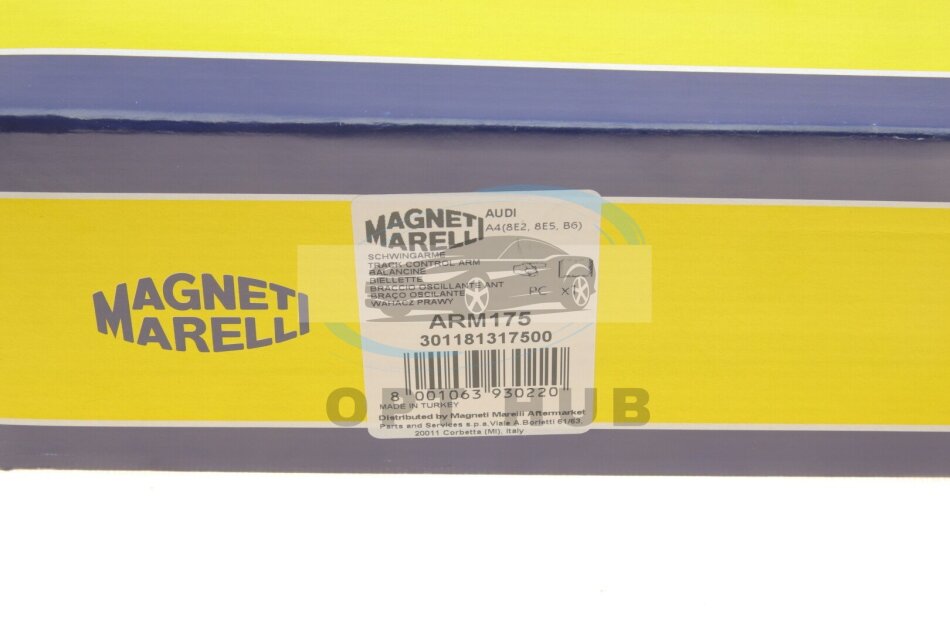 MAGNETI
MARELLI
MAGNETI
MARELLI
AUDI
A4(8E2, 8E5, B6)
SCHWINGARME
TRACK CONTROL ARM
BALANCINE
BIELLETTE
BRACCIO OSCILLANTE ANT
BRAÇO OSCILANTE
WAHACZ PRAWY
PC X
ARM175
301181317500
8 001063 930220
MADE IN TURKEY
Distributed by Magneti Marelli Aftermarket
Parts and Services s.p.a. Viale A. Borletti 61/63,
20011 Corbetta (MI), Italy
HUB